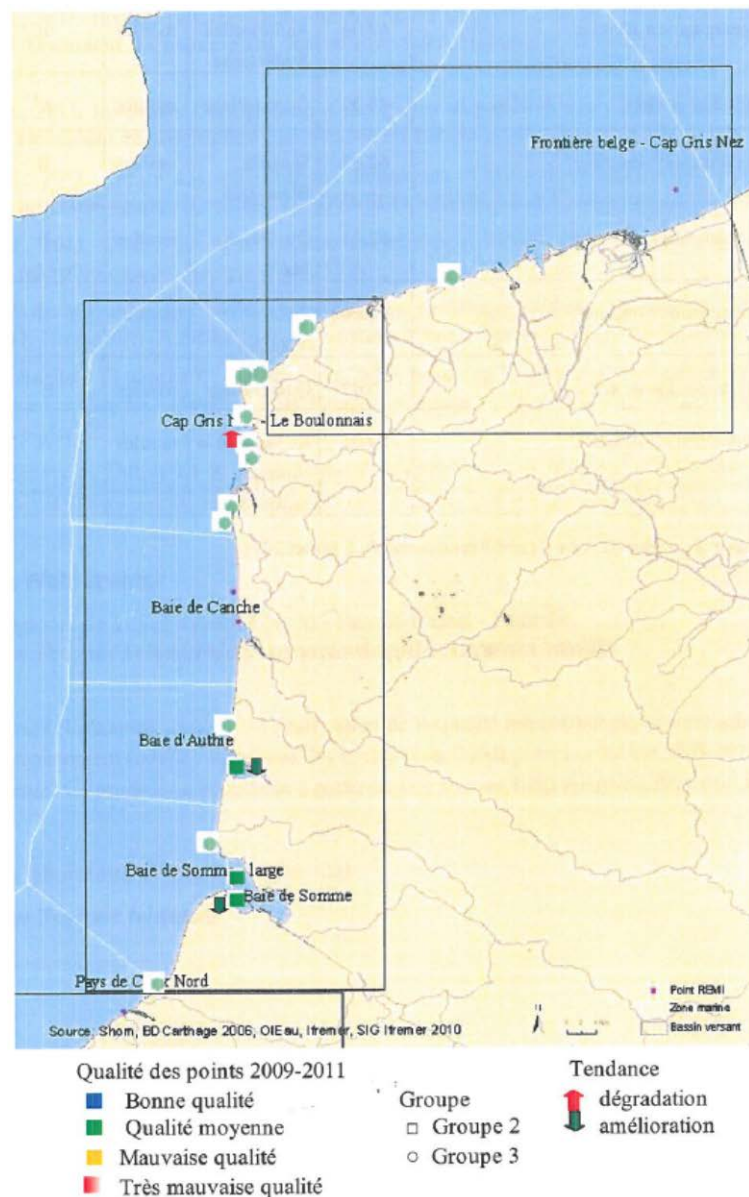 Frontière belge - Cap Gris Nez
Cap Gris - Le Boulonnais
Baie de Canche
Baie d'Authie
Baie de Somme large
Baie de Somme
Pays de Nord
Point REMI
Zone marine
Bassin versant
Source: Shom, BD Carthage 2006, OIEau, Ifremer, SIG Ifremer 2010
Qualité des points 2009-2011
Bonne qualité
Qualité moyenne
Mauvaise qualité
Très mauvaise qualité
Groupe
Groupe 2
Groupe 3
Tendance
dégradation
amélioration